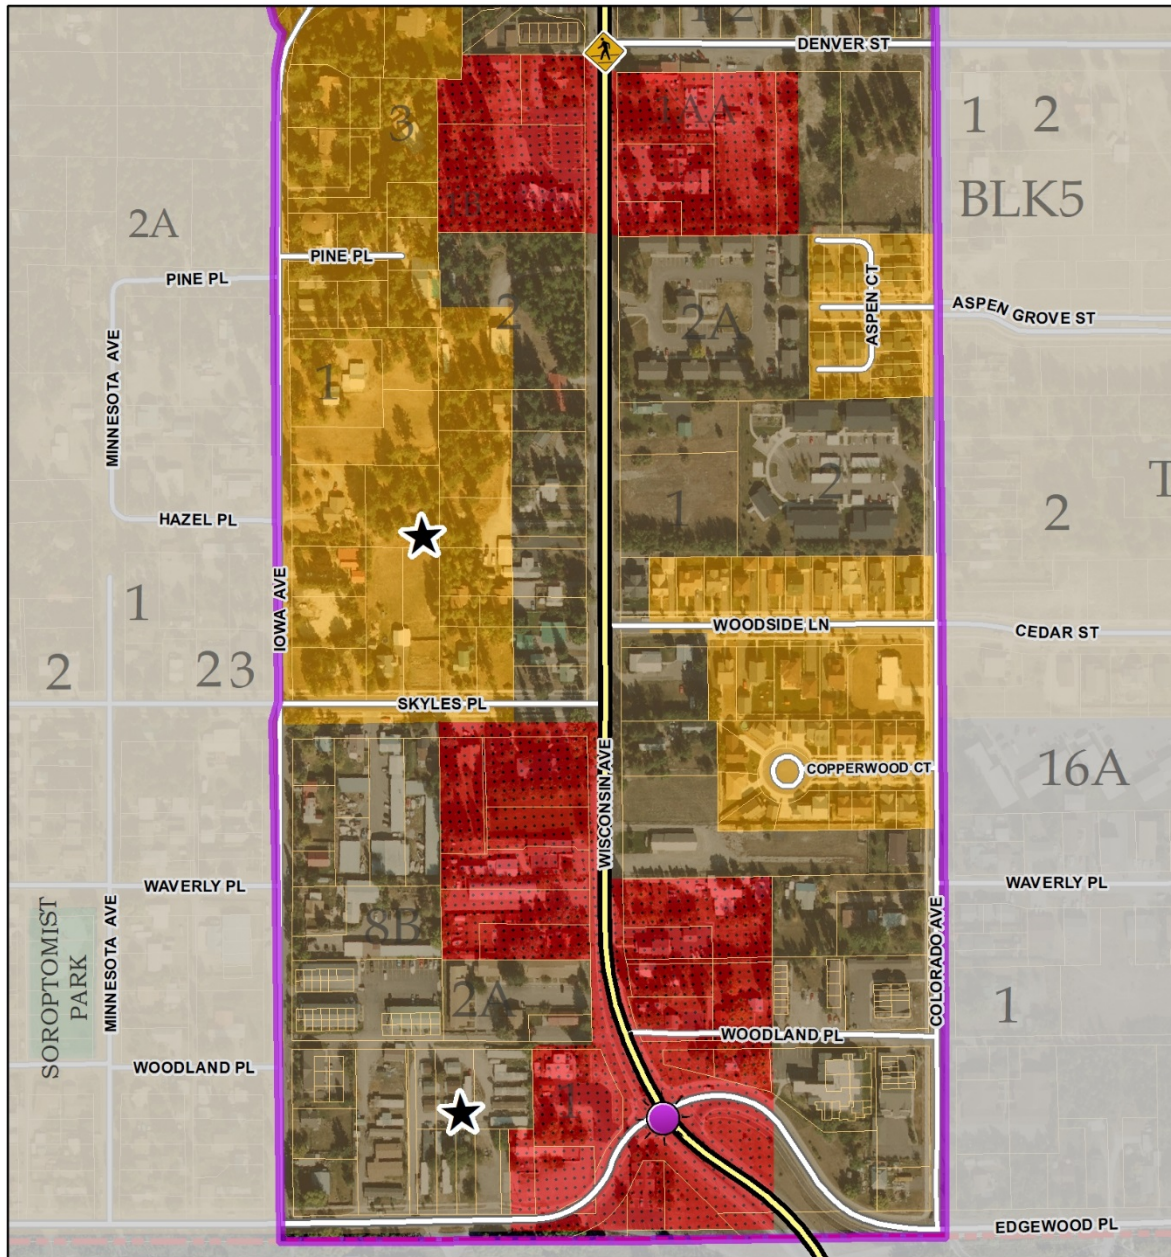 12
DENVER ST
3
1AA
1 2
BLK5
2A
1B
PINE PL
PINE PL
ASPEN CT
ASPEN GROVE ST
2
2A
MINNESOTA AVE
1
2
1
2
T
HAZEL PL
IOWA AVE
1
WOODSIDE LN
CEDAR ST
2
23
SKYLES PL
WISCONSIN AVE
COPPERWOOD CT
16A
WAVERLY PL
WAVERLY PL
SOROPTOMIST
PARK
MINNESOTA AVE
8B
COLORADO AVE
2A
1
WOODLAND PL
WOODLAND PL
1
EDGEWOOD PL